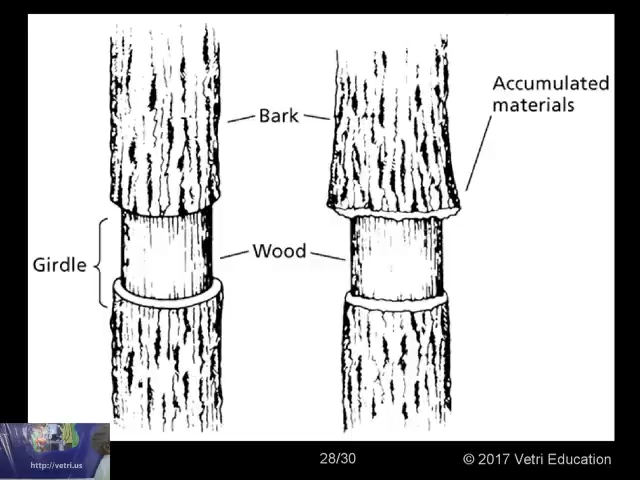 Accumulated
materials
Bark
Girdle
Wood
http://vetri.us
28/30
© 2017 Vetri Education